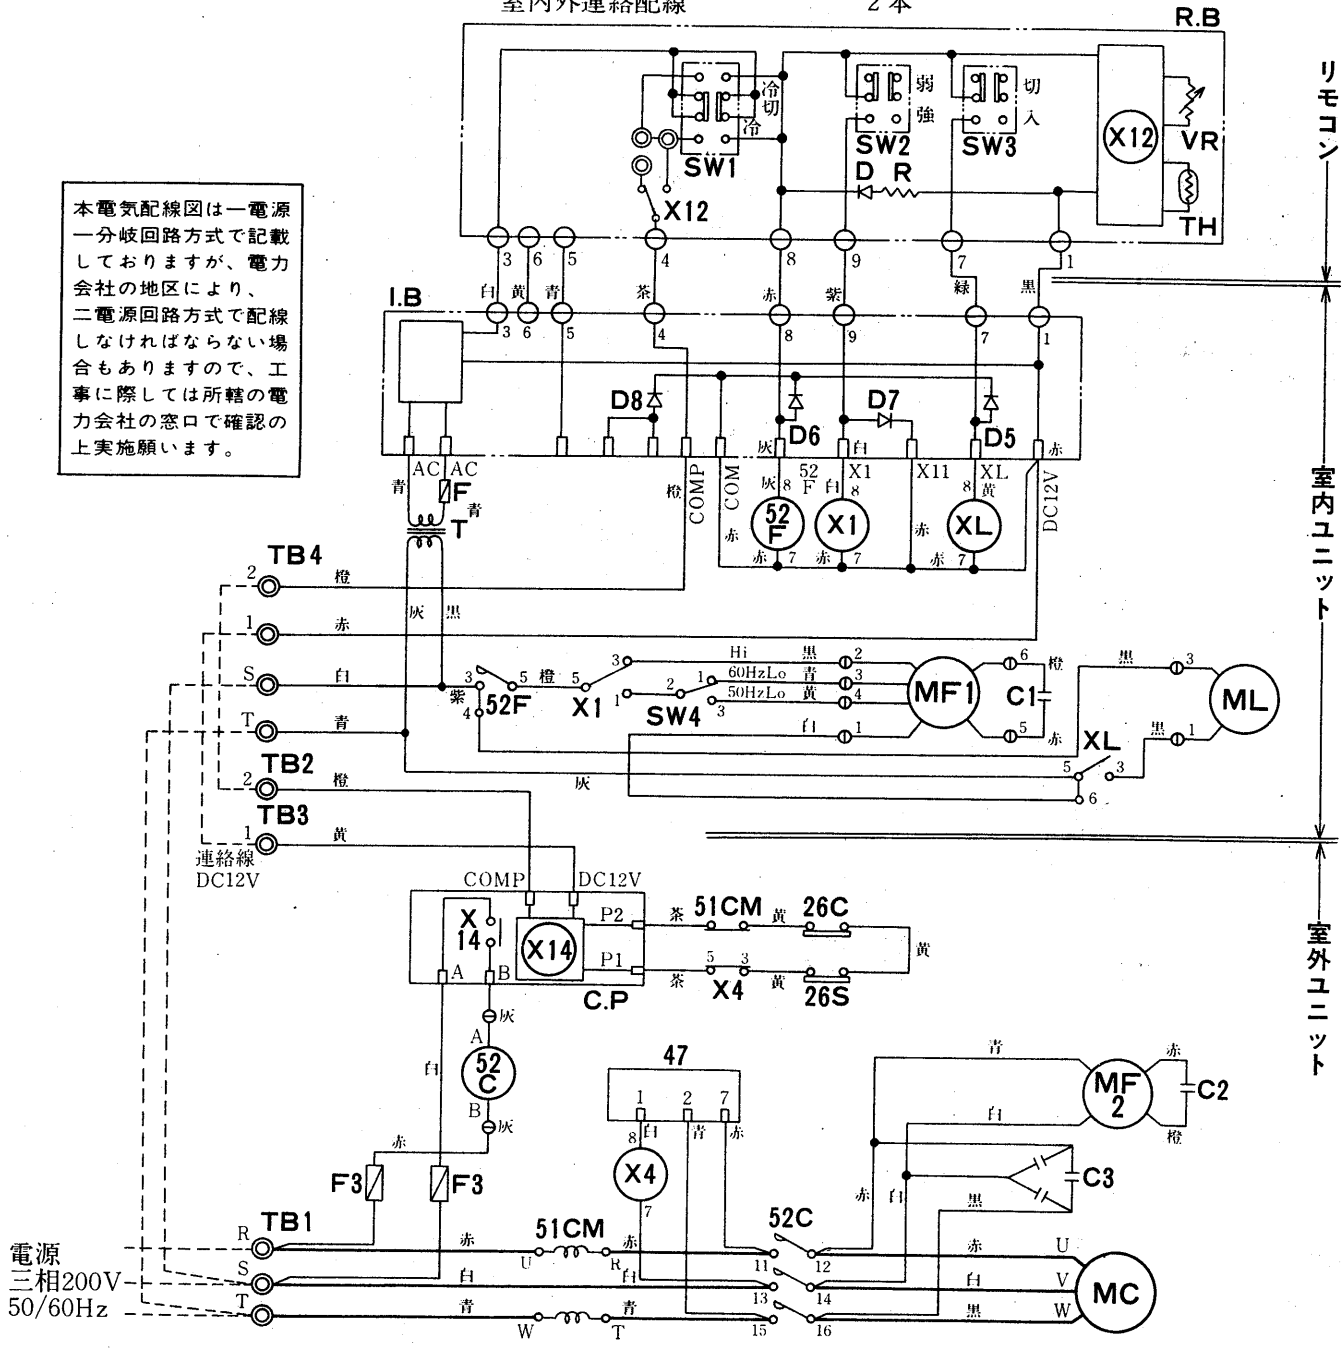 室内外連絡配線 2本
R.B
リモコン
冷
切
冷
SW1
弱
強
SW2
切
入
SW3
X12
VR
TH
D R
X12
3 6 5 4 8 9 7 1
白 黄 青 茶 赤 紫 緑 黒
本電気配線図は一電源
一分岐回路方式で記載
しておりますが、電力
会社の地区により、
二電源回路方式で配線
しなければならない場
合もありますので、工
事に際しては所轄の電
力会社の窓口で確認の
上実施願います。
I.B
3 6 5 4 8 9 7 1
D8 D6 D7 D5
灰 白 赤
AC AC 橙 COMP COM 52F X1 X11 XL DC12V
青 F 青 灰 8 白 8 8 黄
T
赤 52F X1 赤 XL
赤 7 赤 7 赤 7
室内ユニット
TB4
2 橙
灰 黒
1 赤
S 白
紫 3 52F 5 橙 5 X1 3 1
4
2 SW4 1 3
Hi 黒 2
60HzLo 青 3
50HzLo 黄 4
白 1
MF1
6 橙
C1
5 赤
黒 3
ML
黒 1
XL
5 3
6
T 青
灰
TB2
2 橙
TB3
1 黄
連絡線
DC12V
COMP DC12V
X14
X14
P2
P1
A B
C.P
茶 51CM 黄 26C
黄
茶 5 X4 3 黄 26S
室外ユニット
灰
A
52C
B
灰
白
赤
F3 F3
47
1 2 7
8 白 青 赤
X4
7
青 赤
MF2
C2
白 橙
C3
赤 白 黒
TB1
電源
三相200V
50/60Hz
R 赤 51CM 赤 52C 赤 U
U R 11 12
S 白 白 白 V
13 14
MC
T 青 青 黒 W
W T 15 16